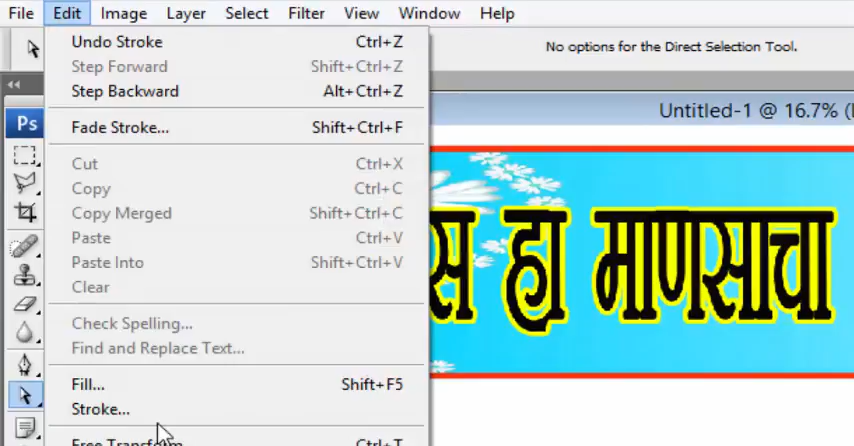 File Edit Image Layer Select Filter View Window Help
No options for the Direct Selection Tool.
Undo Stroke Ctrl+Z
Step Forward Shift+Ctrl+Z
Step Backward Alt+Ctrl+Z
Fade Stroke... Shift+Ctrl+F
Cut Ctrl+X
Copy Ctrl+C
Copy Merged Shift+Ctrl+C
Paste Ctrl+V
Paste Into Shift+Ctrl+V
Clear
Check Spelling...
Find and Replace Text...
Fill... Shift+F5
Stroke...
Free Transform Ctrl+T
Ps
Untitled-1 @ 16.7% (
हा माणसाचा